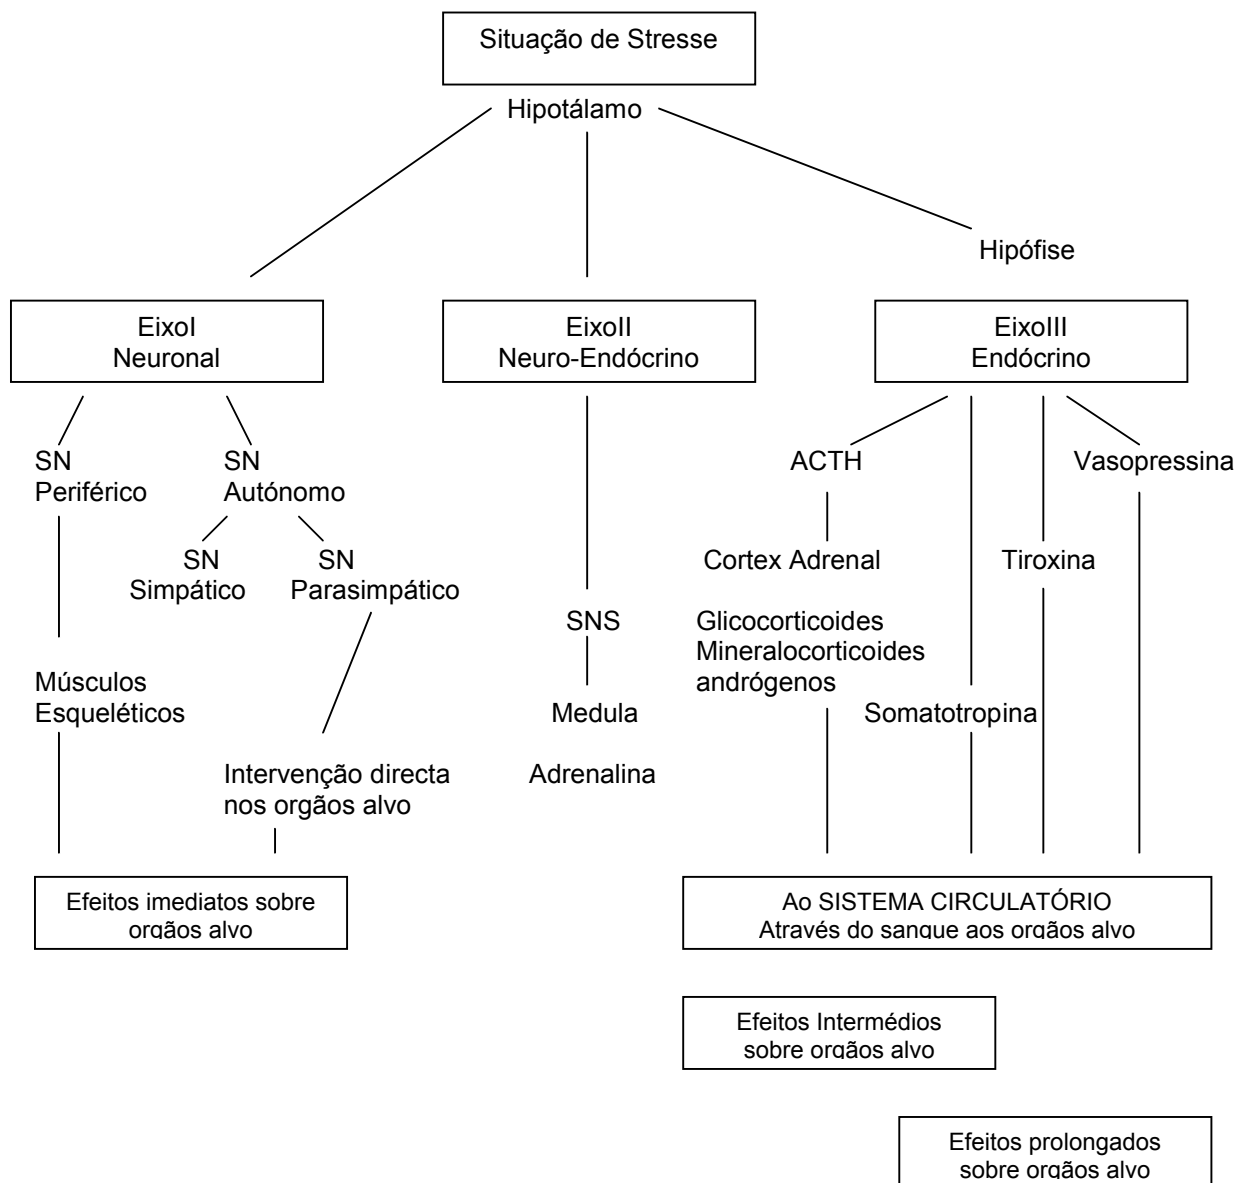 Situação de Stresse
Hipotálamo
Hipófise
EixoI
Neuronal
EixoII
Neuro-Endócrino
EixoIII
Endócrino
SN
Periférico
SN
Autónomo
ACTH
Vasopressina
SN
Simpático
SN
Parasimpático
Cortex Adrenal
Tiroxina
SNS
Glicocorticoides
Mineralocorticoides
andrógenos
Músculos
Esqueléticos
Medula
Somatotropina
Intervenção directa
nos orgãos alvo
Adrenalina
Efeitos imediatos sobre
orgãos alvo
Ao SISTEMA CIRCULATÓRIO
Através do sangue aos orgãos alvo
Efeitos Intermédios
sobre orgãos alvo
Efeitos prolongados
sobre orgãos alvo